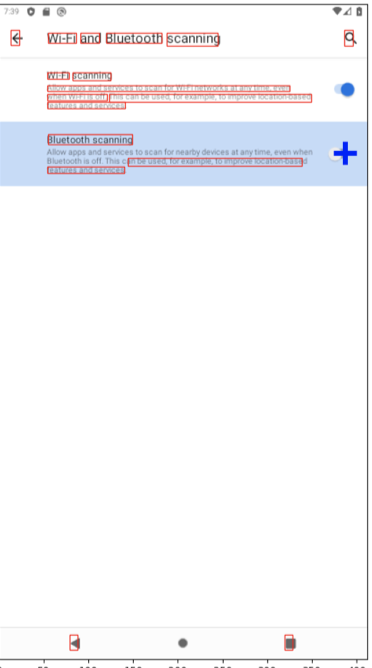 7:39
Wi-Fi and Bluetooth scanning
Wi-Fi scanning
Allow apps and services to scan for Wi-Fi networks at any time, even
when Wi-Fi is off. This can be used, for example, to improve location-based
features and services.
Bluetooth scanning
Allow apps and services to scan for nearby devices at any time, even when
Bluetooth is off. This can be used, for example, to improve location-based
features and services.